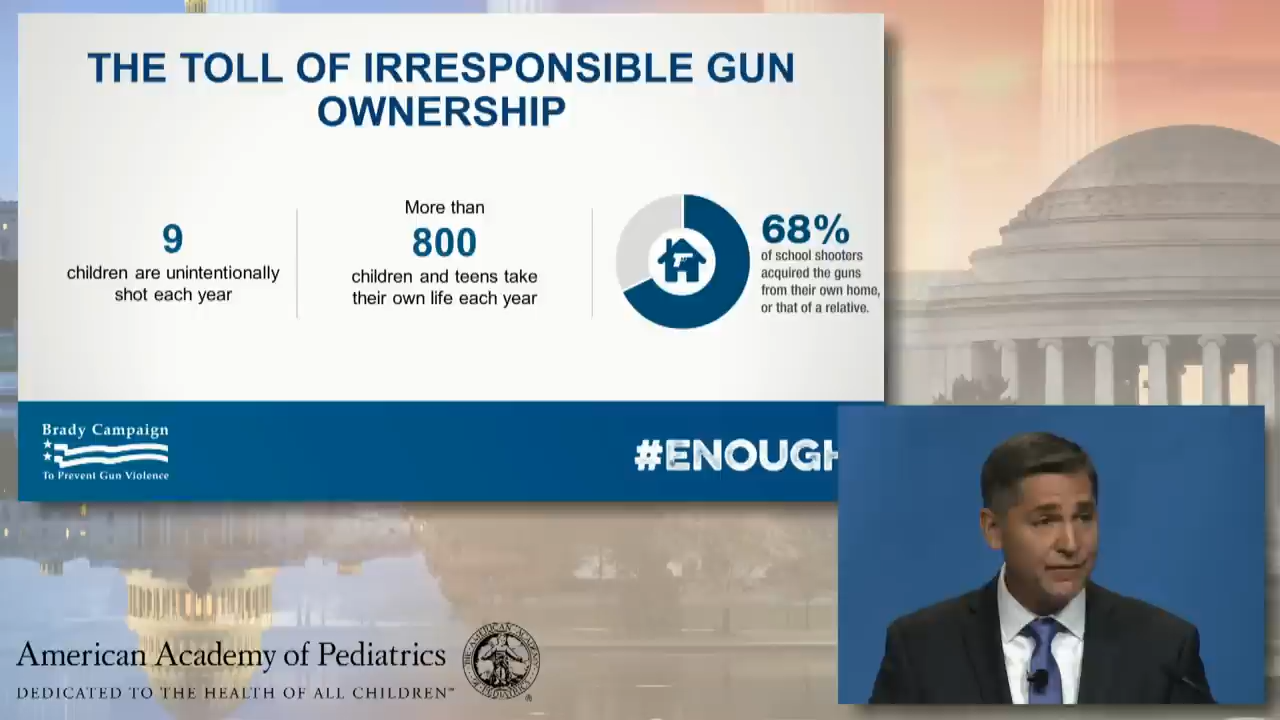 THE TOLL OF IRRESPONSIBLE GUN
OWNERSHIP
9
children are unintentionally
shot each year
More than
800
children and teens take
their own life each year
68%
of school shooters
acquired the guns
from their own home,
or that of a relative.
Brady Campaign
To Prevent Gun Violence
#ENOUGH
American Academy of Pediatrics
DEDICATED TO THE HEALTH OF ALL CHILDREN™